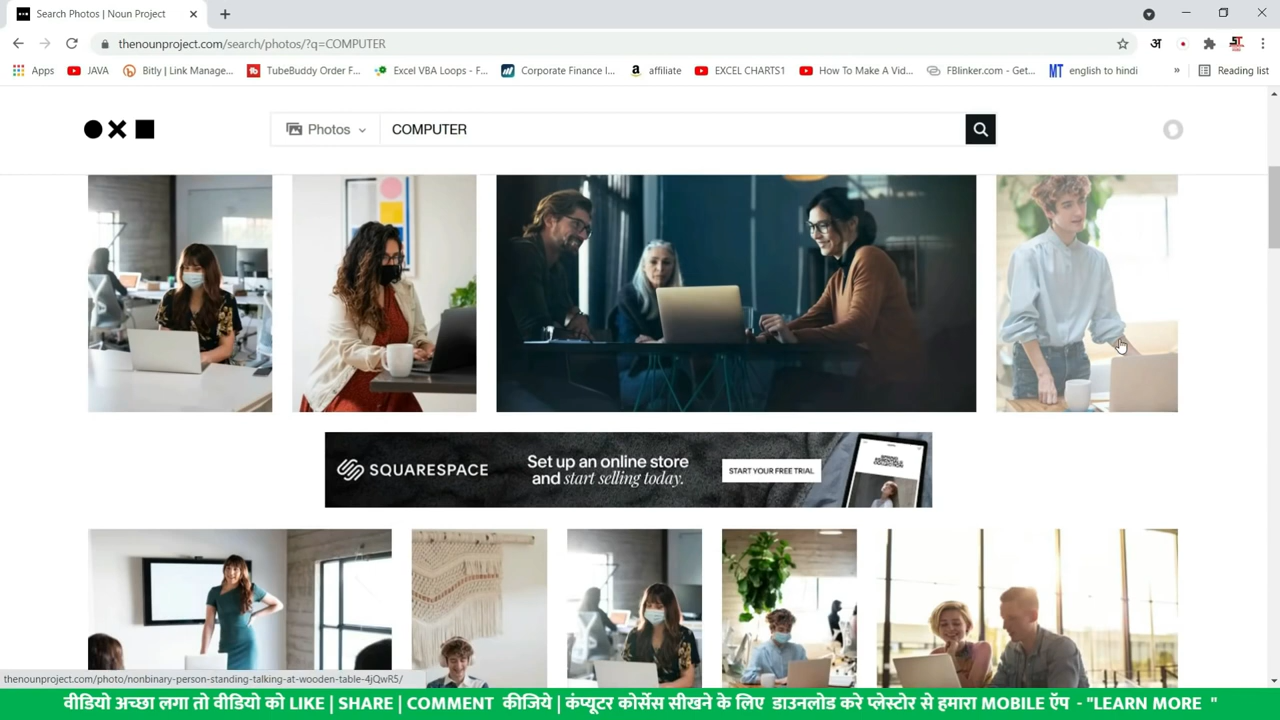 Search Photos | Noun Project
thenounproject.com/search/photos/?q=COMPUTER
अ
Apps JAVA Bitly | Link Manage... TubeBuddy Order F... Excel VBA Loops - F... Corporate Finance I... affiliate EXCEL CHARTS1 How To Make A Vid... FBlinker.com - Get... MT english to hindi » Reading list
Photos COMPUTER
SQUARESPACE
Set up an online store
and start selling today.
START YOUR FREE TRIAL
thenounproject.com/photo/nonbinary-person-standing-talking-at-wooden-table-4jQwR5/
वीडियो अच्छा लगा तो वीडियो को LIKE | SHARE | COMMENT कीजिये | कंप्यूटर कोर्सेस सीखने के लिए डाउनलोड करे प्लेस्टोर से हमारा MOBILE ऍप - "LEARN MORE "